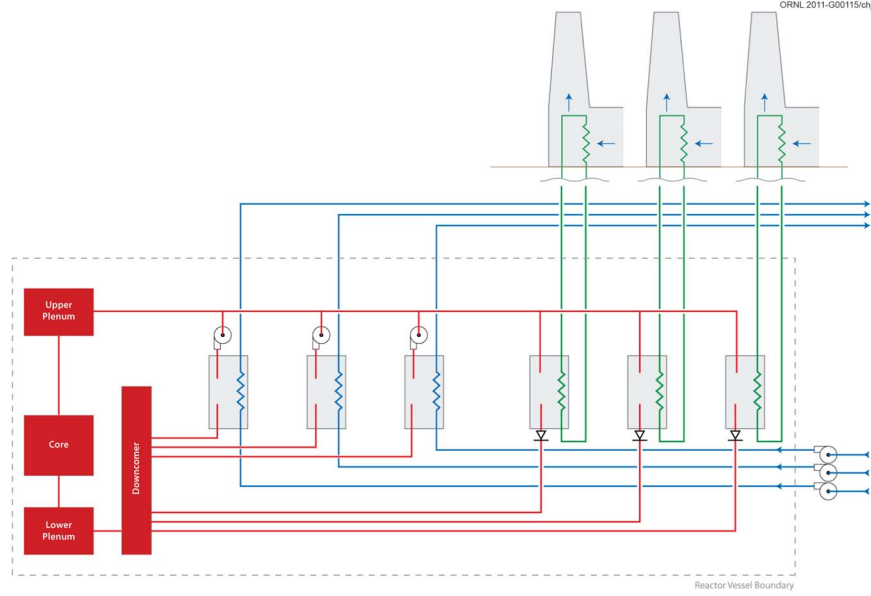 ORNL 2011-G00115/ch
Upper
Plenum
Core
Downcomer
Lower
Plenum
Reactor Vessel Boundary